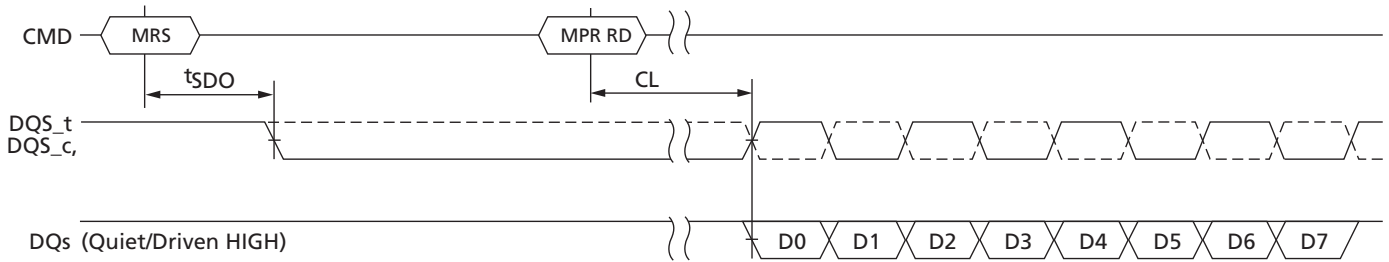 CMD MRS MPR RD
tSDO CL
DQS_t
DQS_c,
DQs (Quiet/Driven HIGH) D0 D1 D2 D3 D4 D5 D6 D7